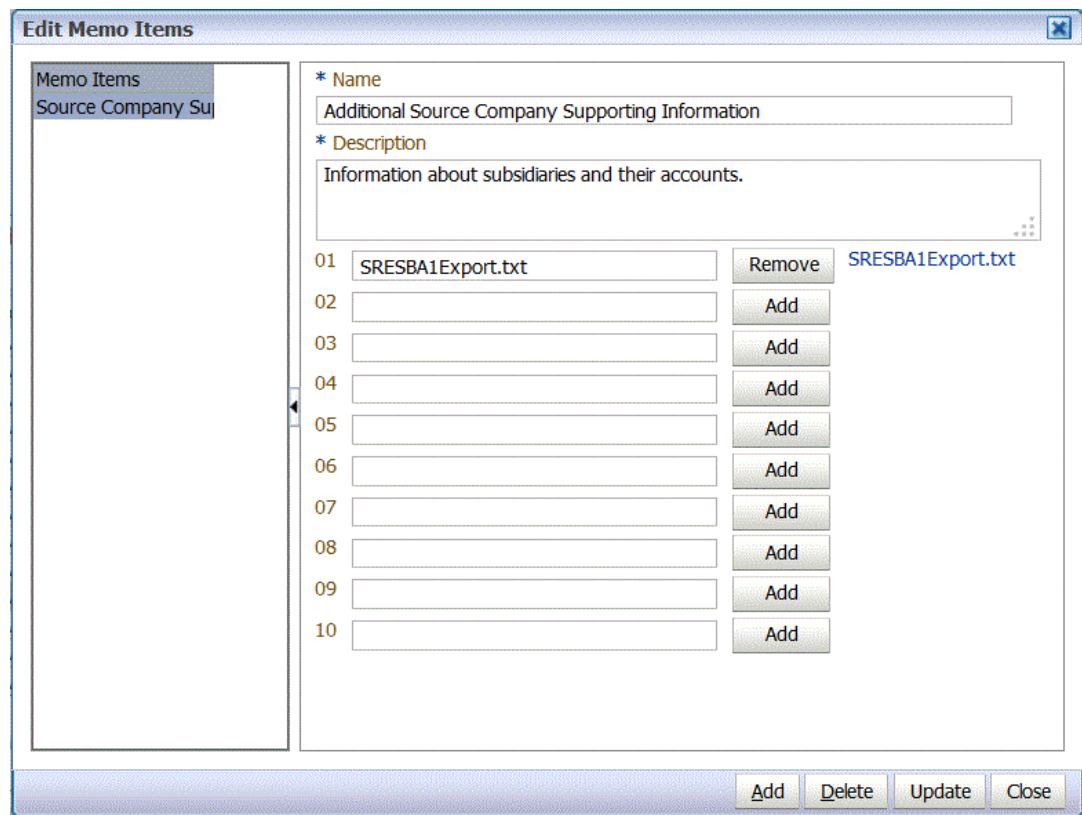 Edit Memo Items
Memo Items
Source Company Su
* Name
Additional Source Company Supporting Information
* Description
Information about subsidiaries and their accounts.
01 SRESBA1Export.txt Remove SRESBA1Export.txt
02 Add
03 Add
04 Add
05 Add
06 Add
07 Add
08 Add
09 Add
10 Add
Add Delete Update Close